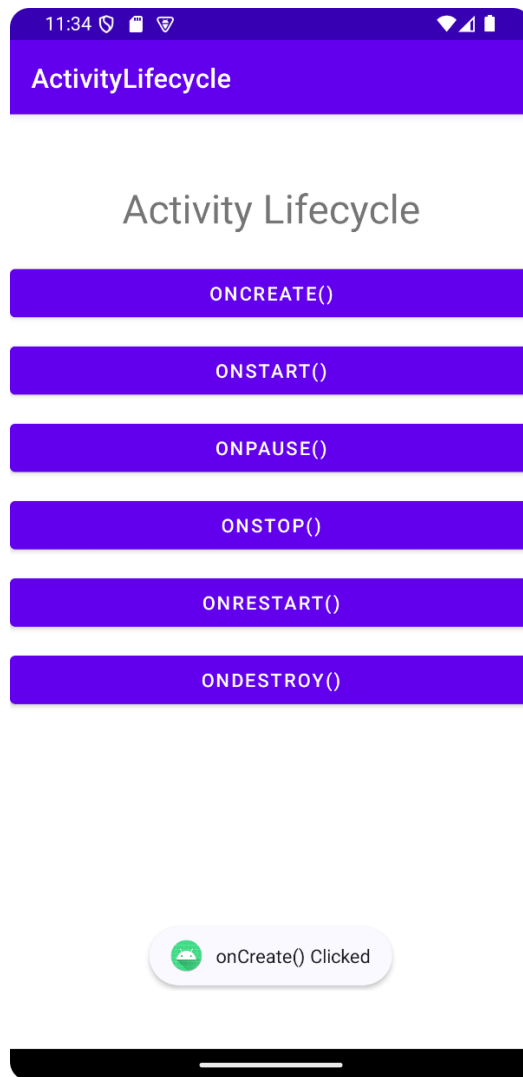 11:34
ActivityLifecycle
Activity Lifecycle
ONCREATE()
ONSTART()
ONPAUSE()
ONSTOP()
ONRESTART()
ONDESTROY()
onCreate() Clicked